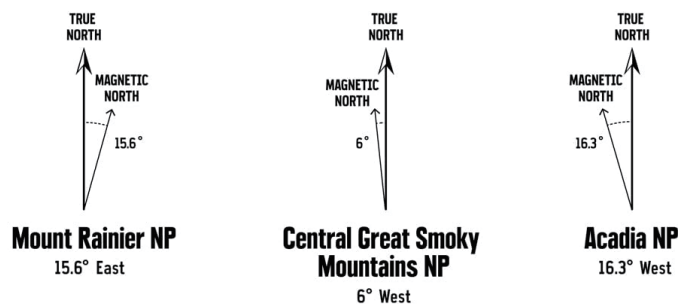 TRUE
NORTH
MAGNETIC
NORTH
15.6°
Mount Rainier NP
15.6° East
TRUE
NORTH
MAGNETIC
NORTH
6°
Central Great Smoky
Mountains NP
6° West
TRUE
NORTH
MAGNETIC
NORTH
16.3°
Acadia NP
16.3° West